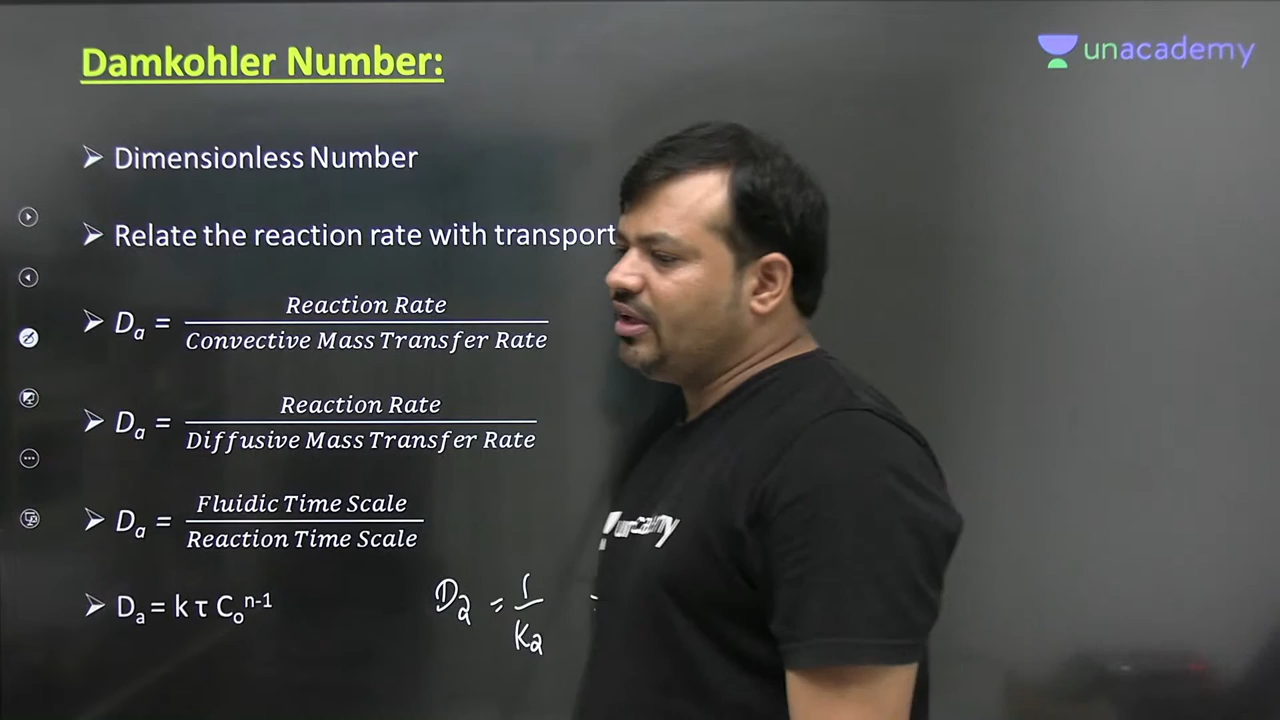 Damkohler Number:
unacademy
➢ Dimensionless Number
➢ Relate the reaction rate with transport
➢ Da = Reaction Rate / Convective Mass Transfer Rate
➢ Da = Reaction Rate / Diffusive Mass Transfer Rate
➢ Da = Fluidic Time Scale / Reaction Time Scale
➢ Da = k τ Co^n-1
Da = 1 / Ka =
unacademy